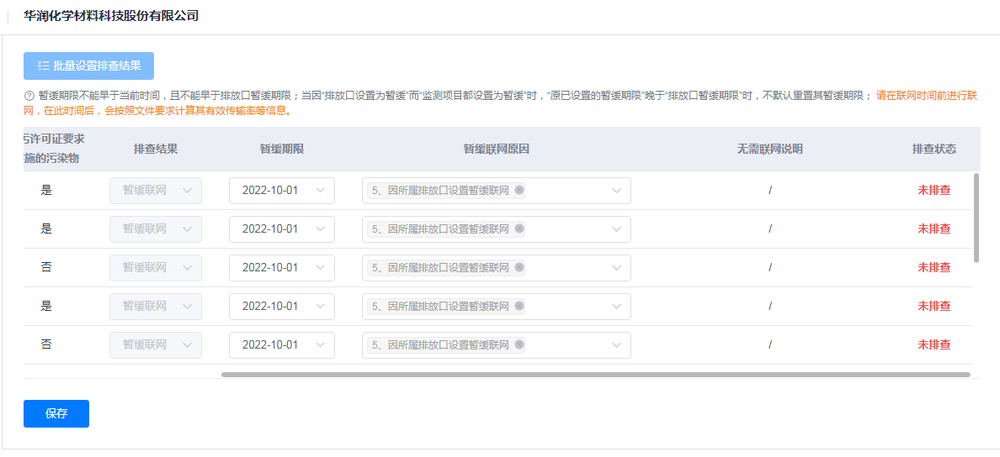 华润化学材料科技股份有限公司
批量设置排查结果
暂缓期限不能早于当前时间，且不能早于排放口暂缓期限；当因“排放口设置为暂缓”而“监测项目都设置为暂缓”时，“原已设置的暂缓期限”晚于“排放口暂缓期限”时，不默认重置其暂缓期限； 请在联网时间前进行联
网，在此时间后，会按照文件要求计算其有效传输率等信息。
污许可证要求
施的污染物 排查结果 暂缓期限 暂缓联网原因 无需联网说明 排查状态
是 暂缓联网 2022-10-01 5、因所属排放口设置暂缓联网 / 未排查
是 暂缓联网 2022-10-01 5、因所属排放口设置暂缓联网 / 未排查
否 暂缓联网 2022-10-01 5、因所属排放口设置暂缓联网 / 未排查
是 暂缓联网 2022-10-01 5、因所属排放口设置暂缓联网 / 未排查
否 暂缓联网 2022-10-01 5、因所属排放口设置暂缓联网 / 未排查
保存